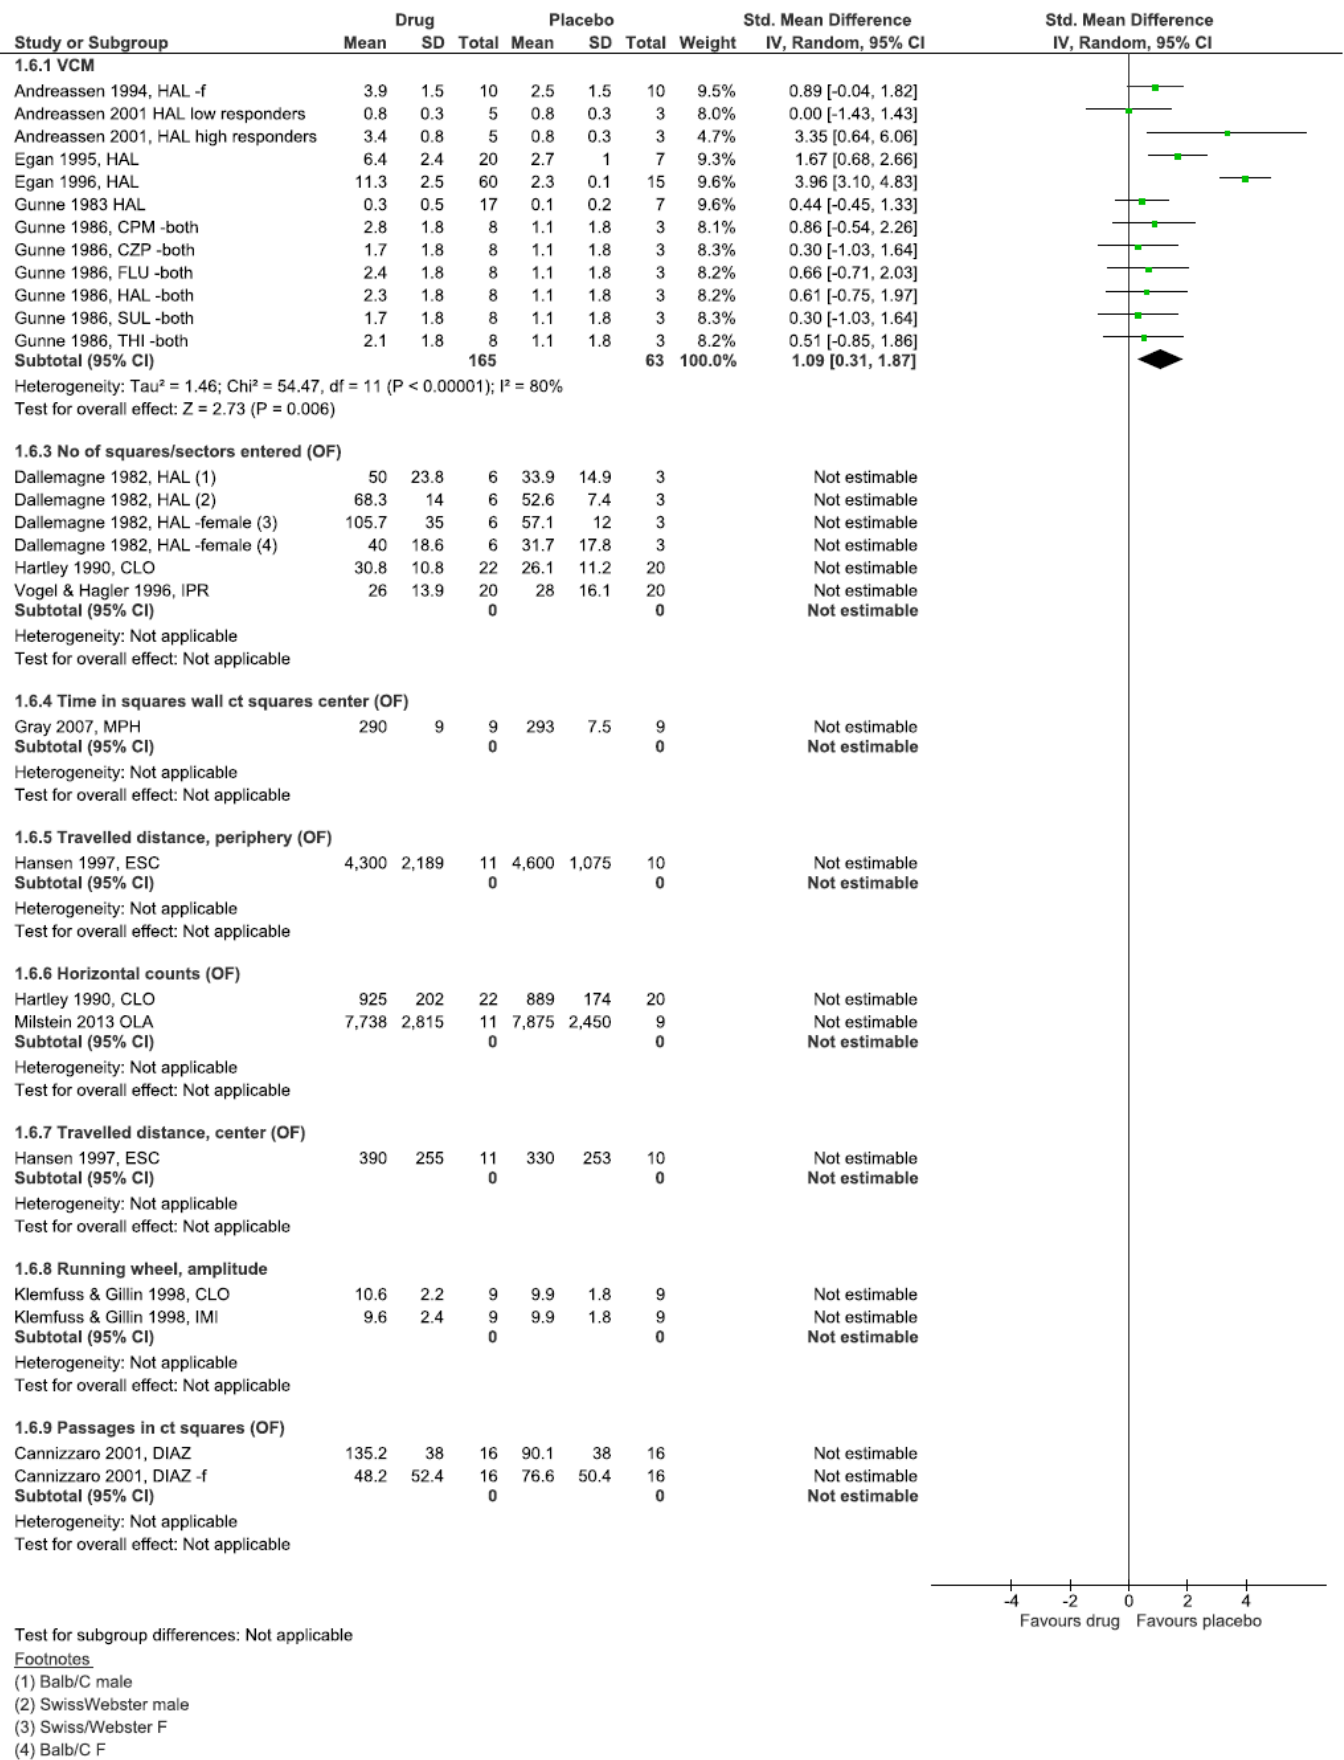 Drug Placebo Std. Mean Difference Std. Mean Difference
Study or Subgroup Mean SD Total Mean SD Total Weight IV, Random, 95% CI IV, Random, 95% CI
1.6.1 VCM
Andreassen 1994, HAL -f 3.9 1.5 10 2.5 1.5 10 9.5% 0.89 [-0.04, 1.82]
Andreassen 2001 HAL low responders 0.8 0.3 5 0.8 0.3 3 8.0% 0.00 [-1.43, 1.43]
Andreassen 2001, HAL high responders 3.4 0.8 5 0.8 0.3 3 4.7% 3.35 [0.64, 6.06]
Egan 1995, HAL 6.4 2.4 20 2.7 1 7 9.3% 1.67 [0.68, 2.66]
Egan 1996, HAL 11.3 2.5 60 2.3 0.1 15 9.6% 3.96 [3.10, 4.83]
Gunne 1983 HAL 0.3 0.5 17 0.1 0.2 7 9.6% 0.44 [-0.45, 1.33]
Gunne 1986, CPM -both 2.8 1.8 8 1.1 1.8 3 8.1% 0.86 [-0.54, 2.26]
Gunne 1986, CZP -both 1.7 1.8 8 1.1 1.8 3 8.3% 0.30 [-1.03, 1.64]
Gunne 1986, FLU -both 2.4 1.8 8 1.1 1.8 3 8.2% 0.66 [-0.71, 2.03]
Gunne 1986, HAL -both 2.3 1.8 8 1.1 1.8 3 8.2% 0.61 [-0.75, 1.97]
Gunne 1986, SUL -both 1.7 1.8 8 1.1 1.8 3 8.3% 0.30 [-1.03, 1.64]
Gunne 1986, THI -both 2.1 1.8 8 1.1 1.8 3 8.2% 0.51 [-0.85, 1.86]
Subtotal (95% CI) 165 63 100.0% 1.09 [0.31, 1.87]
Heterogeneity: Tau² = 1.46; Chi² = 54.47, df = 11 (P < 0.00001); I² = 80%
Test for overall effect: Z = 2.73 (P = 0.006)
1.6.3 No of squares/sectors entered (OF)
Dallemagne 1982, HAL (1) 50 23.8 6 33.9 14.9 3 Not estimable
Dallemagne 1982, HAL (2) 68.3 14 6 52.6 7.4 3 Not estimable
Dallemagne 1982, HAL -female (3) 105.7 35 6 57.1 12 3 Not estimable
Dallemagne 1982, HAL -female (4) 40 18.6 6 31.7 17.8 3 Not estimable
Hartley 1990, CLO 30.8 10.8 22 26.1 11.2 20 Not estimable
Vogel & Hagler 1996, IPR 26 13.9 20 28 16.1 20 Not estimable
Subtotal (95% CI) 0 0 Not estimable
Heterogeneity: Not applicable
Test for overall effect: Not applicable
1.6.4 Time in squares wall ct squares center (OF)
Gray 2007, MPH 290 9 9 293 7.5 9 Not estimable
Subtotal (95% CI) 0 0 Not estimable
Heterogeneity: Not applicable
Test for overall effect: Not applicable
1.6.5 Travelled distance, periphery (OF)
Hansen 1997, ESC 4,300 2,189 11 4,600 1,075 10 Not estimable
Subtotal (95% CI) 0 0 Not estimable
Heterogeneity: Not applicable
Test for overall effect: Not applicable
1.6.6 Horizontal counts (OF)
Hartley 1990, CLO 925 202 22 889 174 20 Not estimable
Milstein 2013 OLA 7,738 2,815 11 7,875 2,450 9 Not estimable
Subtotal (95% CI) 0 0 Not estimable
Heterogeneity: Not applicable
Test for overall effect: Not applicable
1.6.7 Travelled distance, center (OF)
Hansen 1997, ESC 390 255 11 330 253 10 Not estimable
Subtotal (95% CI) 0 0 Not estimable
Heterogeneity: Not applicable
Test for overall effect: Not applicable
1.6.8 Running wheel, amplitude
Klemfuss & Gillin 1998, CLO 10.6 2.2 9 9.9 1.8 9 Not estimable
Klemfuss & Gillin 1998, IMI 9.6 2.4 9 9.9 1.8 9 Not estimable
Subtotal (95% CI) 0 0 Not estimable
Heterogeneity: Not applicable
Test for overall effect: Not applicable
1.6.9 Passages in ct squares (OF)
Cannizzaro 2001, DIAZ 135.2 38 16 90.1 38 16 Not estimable
Cannizzaro 2001, DIAZ -f 48.2 52.4 16 76.6 50.4 16 Not estimable
Subtotal (95% CI) 0 0 Not estimable
Heterogeneity: Not applicable
Test for overall effect: Not applicable
-4 -2 0 2 4
Favours drug Favours placebo
Test for subgroup differences: Not applicable
Footnotes
(1) Balb/C male
(2) SwissWebster male
(3) Swiss/Webster F
(4) Balb/C F